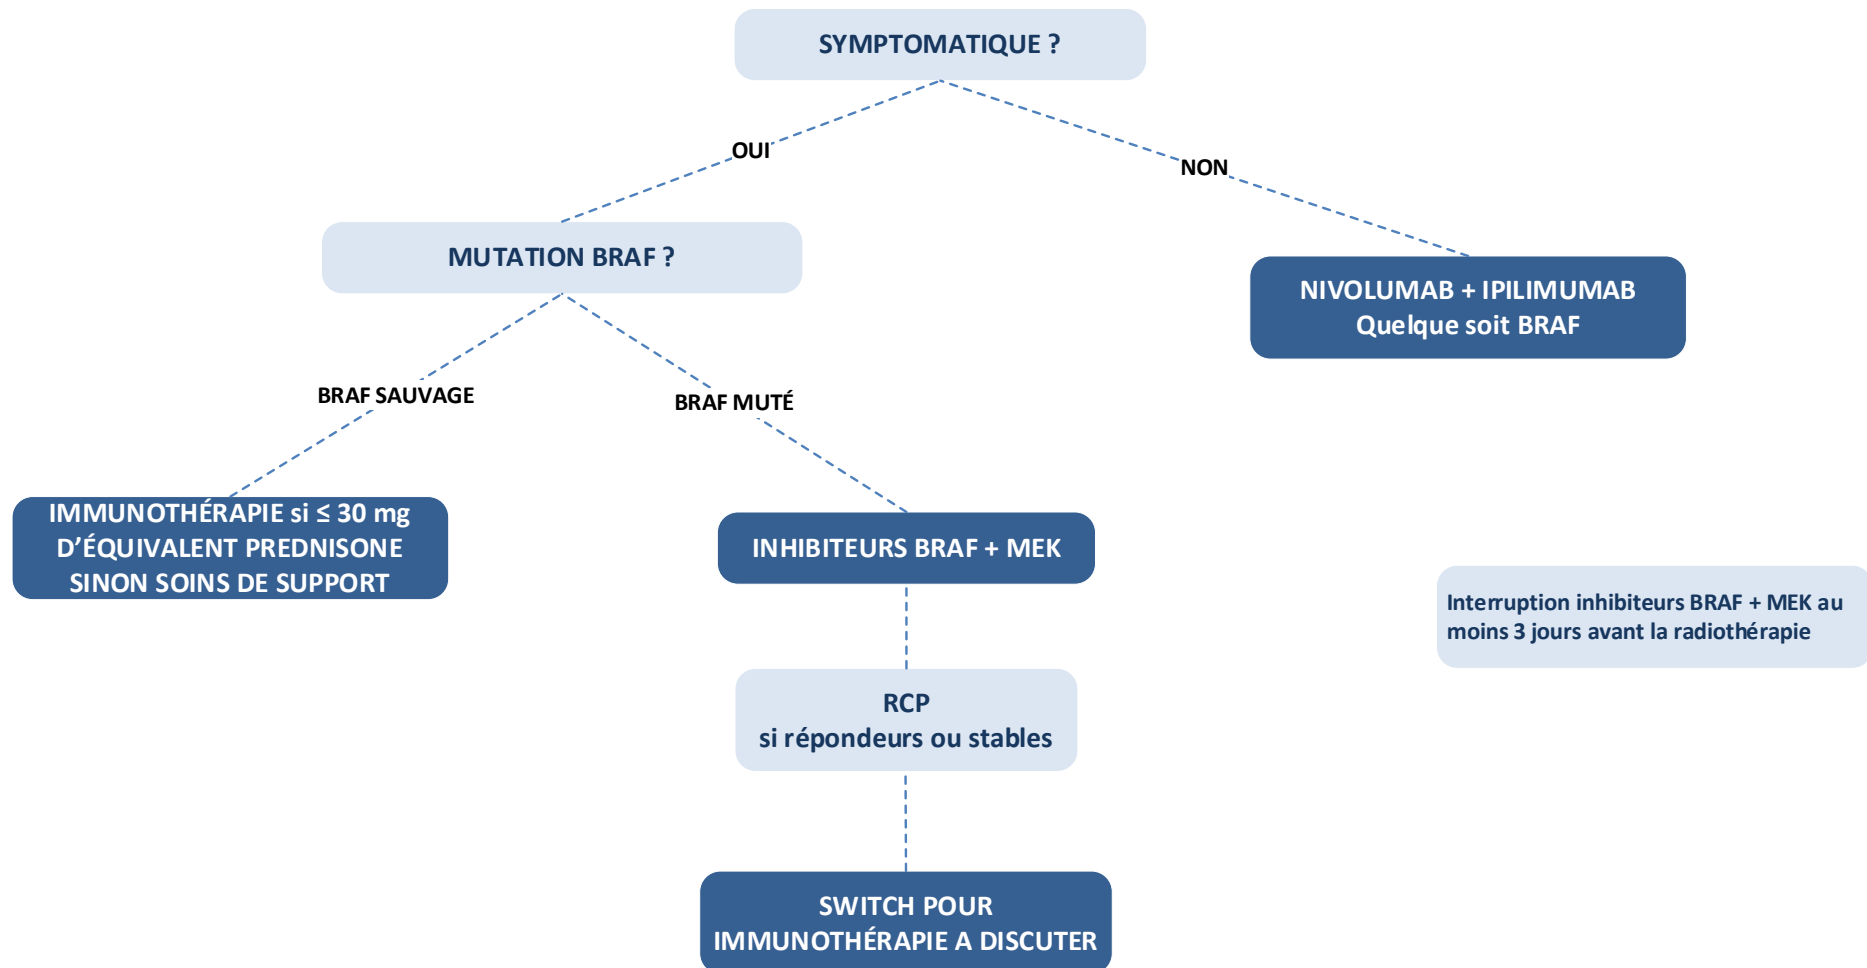 SYMPTOMATIQUE ?
OUI
NON
MUTATION BRAF ?
NIVOLUMAB + IPILIMUMAB
Quelque soit BRAF
BRAF SAUVAGE
BRAF MUTÉ
IMMUNOTHÉRAPIE si ≤ 30 mg
D’ÉQUIVALENT PREDNISONE
SINON SOINS DE SUPPORT
INHIBITEURS BRAF + MEK
Interruption inhibiteurs BRAF + MEK au
moins 3 jours avant la radiothérapie
RCP
si répondeurs ou stables
SWITCH POUR
IMMUNOTHÉRAPIE A DISCUTER